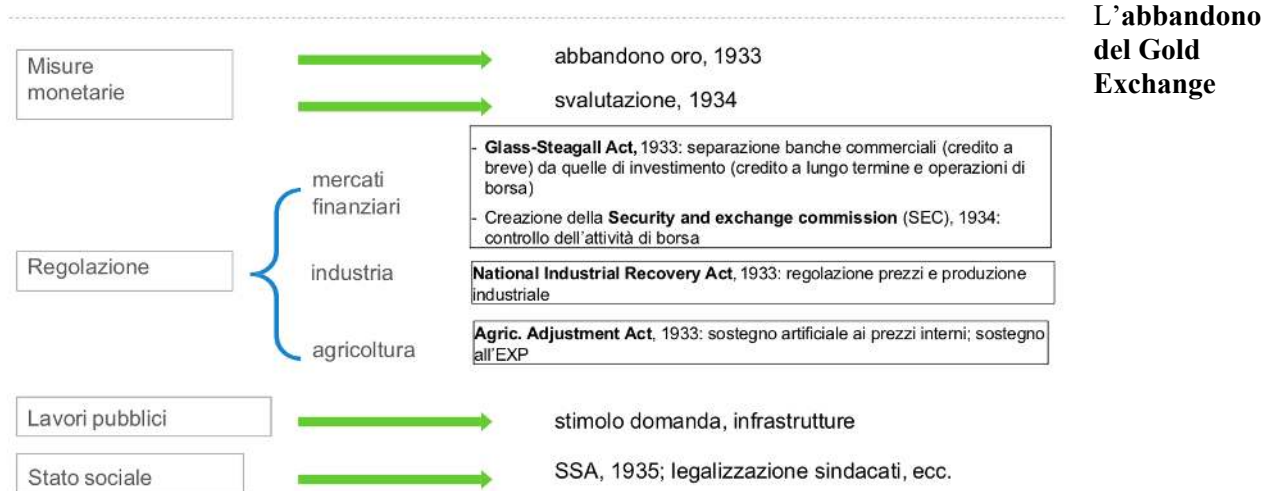 L'abbandono
del Gold
Exchange
Misure
monetarie
abbandono oro, 1933
svalutazione, 1934
Regolazione
mercati
finanziari
- Glass-Steagall Act, 1933: separazione banche commerciali (credito a
breve) da quelle di investimento (credito a lungo termine e operazioni di
borsa)
- Creazione della Security and exchange commission (SEC), 1934:
controllo dell'attività di borsa
industria
National Industrial Recovery Act, 1933: regolazione prezzi e produzione
industriale
agricoltura
Agric. Adjustment Act, 1933: sostegno artificiale ai prezzi interni; sostegno
all'EXP
Lavori pubblici
stimolo domanda, infrastrutture
Stato sociale
SSA, 1935; legalizzazione sindacati, ecc.